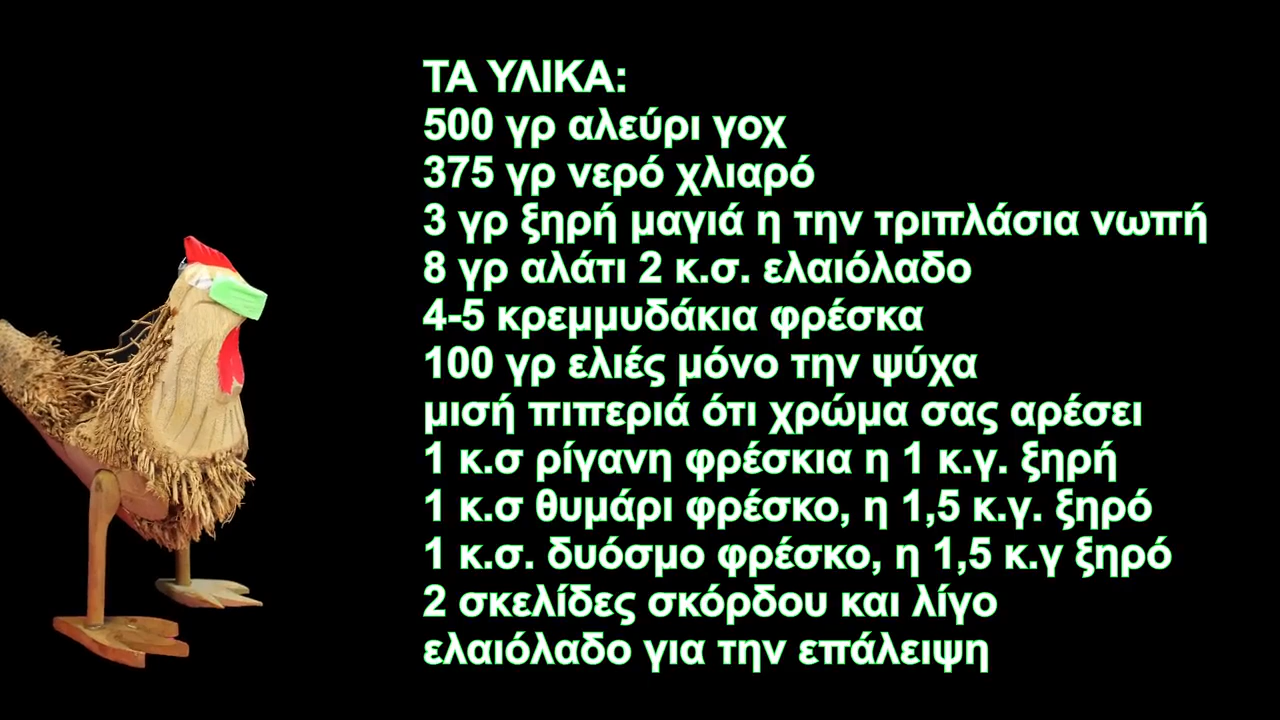 ΤΑ ΥΛΙΚΑ:
500 γρ αλεύρι γοχ
375 γρ νερό χλιαρό
3 γρ ξηρή μαγιά η την τριπλάσια νωπή
8 γρ αλάτι 2 κ.σ. ελαιόλαδο
4-5 κρεμμυδάκια φρέσκα
100 γρ ελιές μόνο την ψύχα
μισή πιπεριά ότι χρώμα σας αρέσει
1 κ.σ ρίγανη φρέσκια η 1 κ.γ. ξηρή
1 κ.σ θυμάρι φρέσκο, η 1,5 κ.γ. ξηρό
1 κ.σ. δυόσμο φρέσκο, η 1,5 κ.γ ξηρό
2 σκελίδες σκόρδου και λίγο
ελαιόλαδο για την επάλειψη